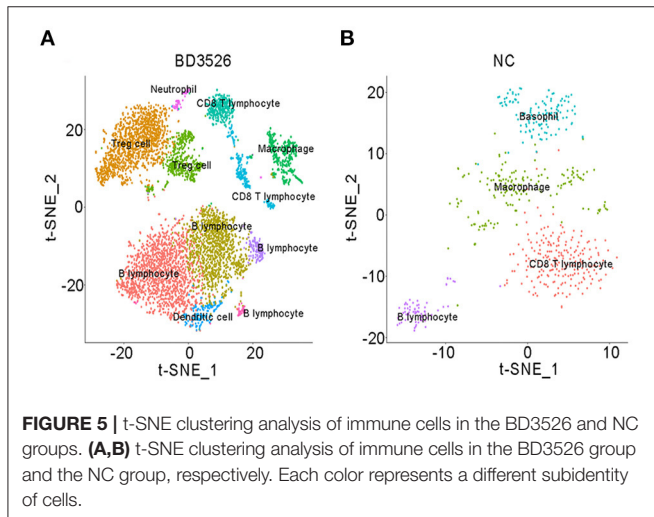 A
BD3526
B
NC
Neutrophil
CD8 T lymphocyte
Treg cell
Treg cell
Macrophage
CD8 T lymphocyte
B lymphocyte
B lymphocyte
B lymphocyte
Dendritic cell
B lymphocyte
20
0
-20
t-SNE_2
-20
0
20
t-SNE_1
Basophil
Macrophage
CD8 T lymphocyte
B lymphocyte
20
10
0
-10
-20
t-SNE_2
-10
0
10
t-SNE_1
FIGURE 5 | t-SNE clustering analysis of immune cells in the BD3526 and NC
groups. (A,B) t-SNE clustering analysis of immune cells in the BD3526 group
and the NC group, respectively. Each color represents a different subidentity
of cells.